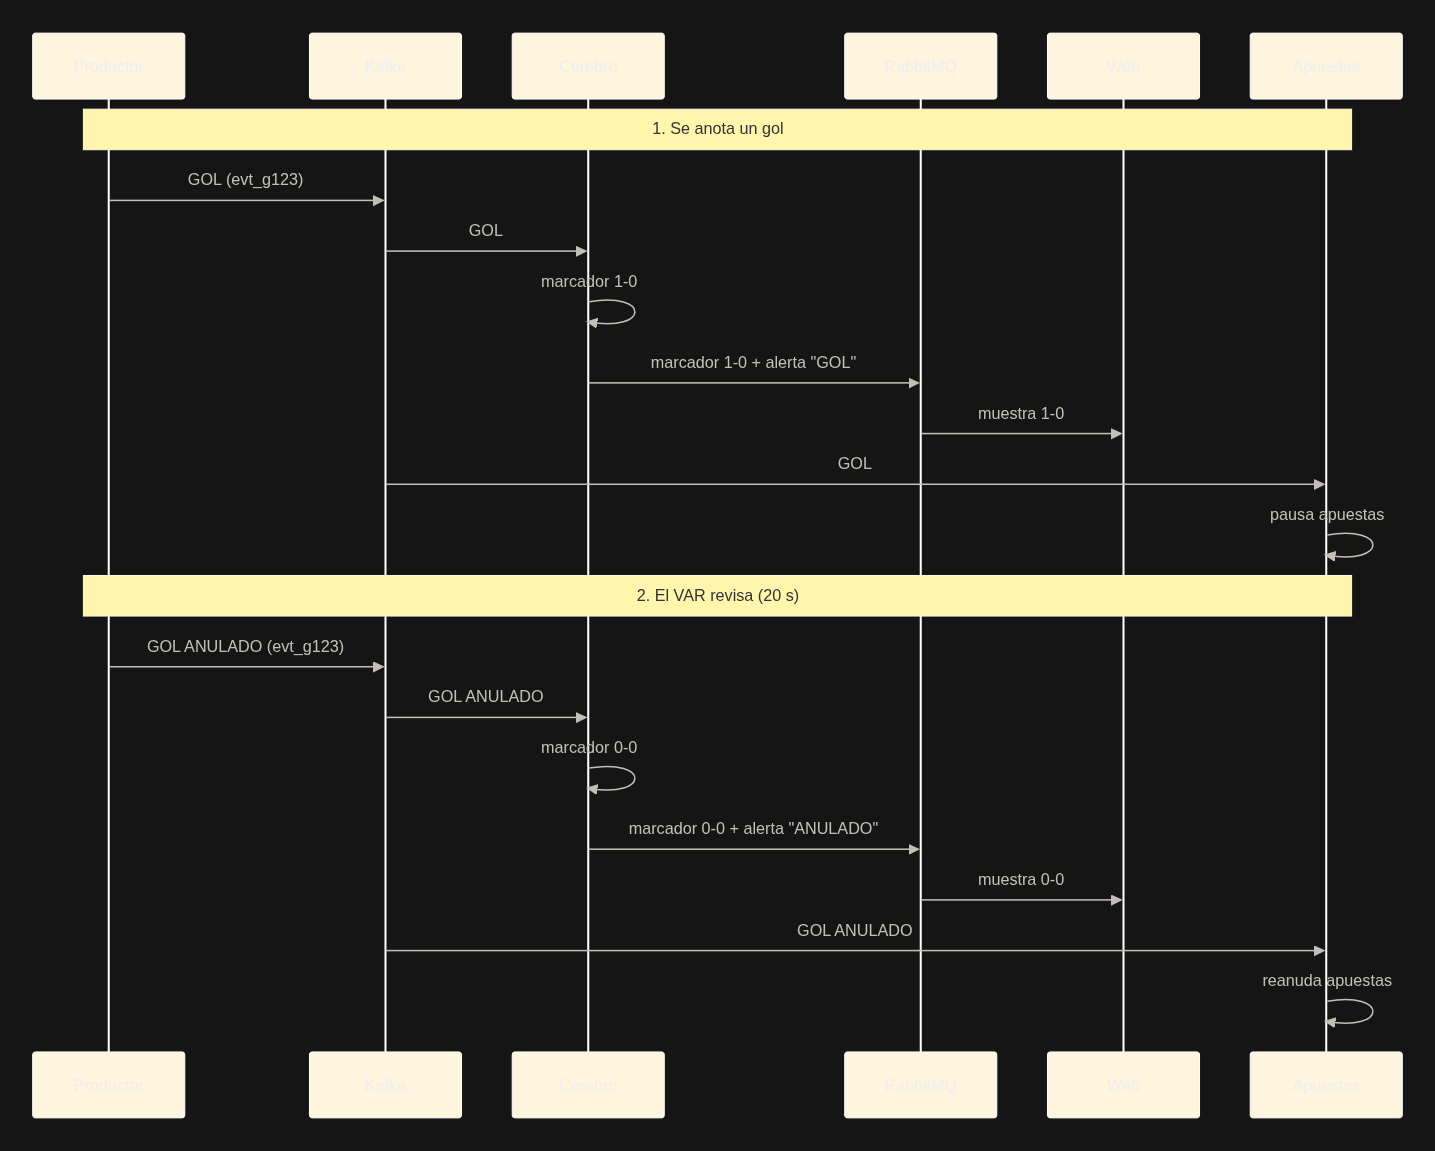 Productor
Kafka
Cerebro
RabbitMQ
Web
Apuestas
1. Se anota un gol
GOL (evt_g123)
GOL
marcador 1-0
marcador 1-0 + alerta "GOL"
muestra 1-0
GOL
pausa apuestas
2. El VAR revisa (20 s)
GOL ANULADO (evt_g123)
GOL ANULADO
marcador 0-0
marcador 0-0 + alerta "ANULADO"
muestra 0-0
GOL ANULADO
reanuda apuestas
Productor
Kafka
Cerebro
RabbitMQ
Web
Apuestas